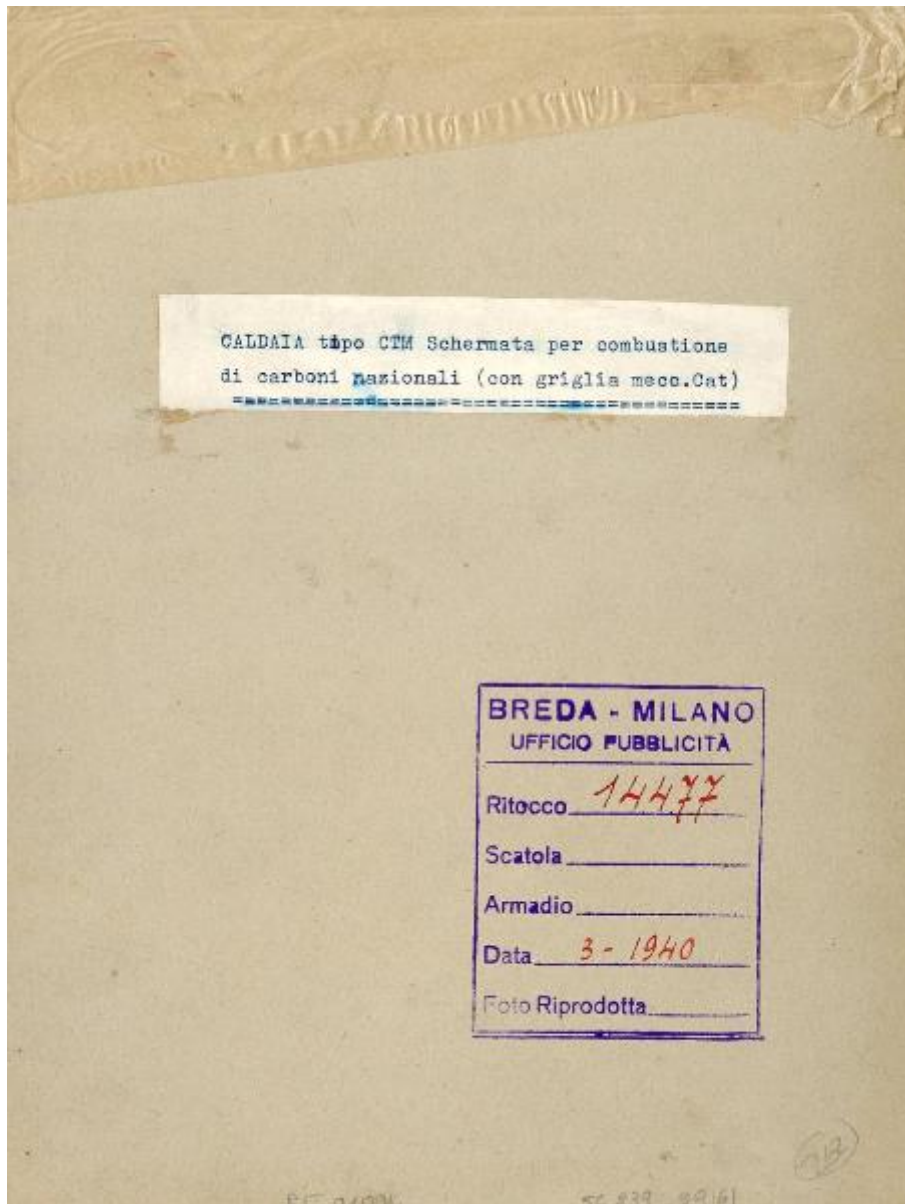 CALDAIA tipo CTM Schermata per combustione
di carboni nazionali (con griglia mecc.Cat)
BREDA - MILANO
UFFICIO PUBBLICITÀ
Ritocco 14477
Scatola
Armadio
Data 3 - 1940
Foto Riprodotta